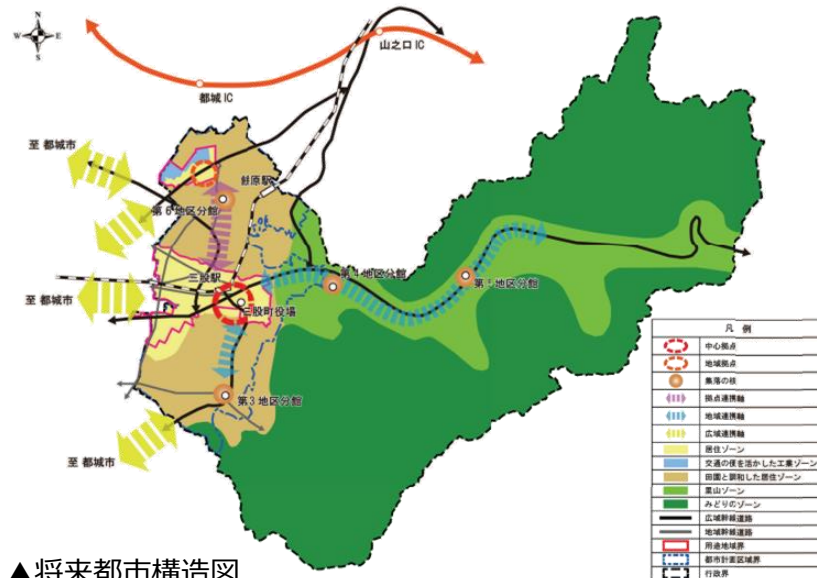 N
W
E
S
山之口IC
都城IC
至 都城市
餅原駅
第6地区分館
三股駅
第4地区分館
至 都城市
三股町役場
第3地区分館
至 都城市
凡 例
中心拠点
地域拠点
集落の核
拠点連携軸
地域連携軸
広域連携軸
居住ゾーン
交通の便を活かした工業ゾーン
田園と調和した居住ゾーン
里山ゾーン
みどりのゾーン
広域幹線道路
地域幹線道路
用途地域界
都市計画区域界
行政界
▲将来都市構造図